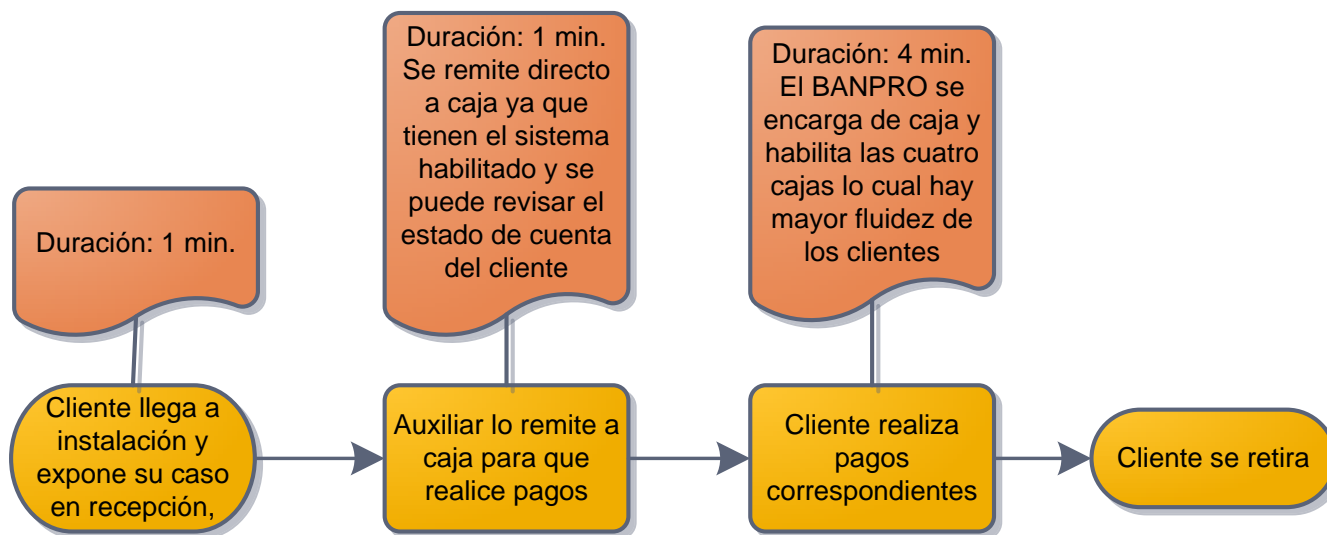 Duración: 1 min.
Duración: 1 min.
Se remite directo
a caja ya que
tienen el sistema
habilitado y se
puede revisar el
estado de cuenta
del cliente
Duración: 4 min.
El BANPRO se
encarga de caja y
habilita las cuatro
cajas lo cual hay
mayor fluidez de
los clientes
Cliente llega a
instalación y
expone su caso
en recepción,
Auxiliar lo remite a
caja para que
realice pagos
Cliente realiza
pagos
correspondientes
Cliente se retira